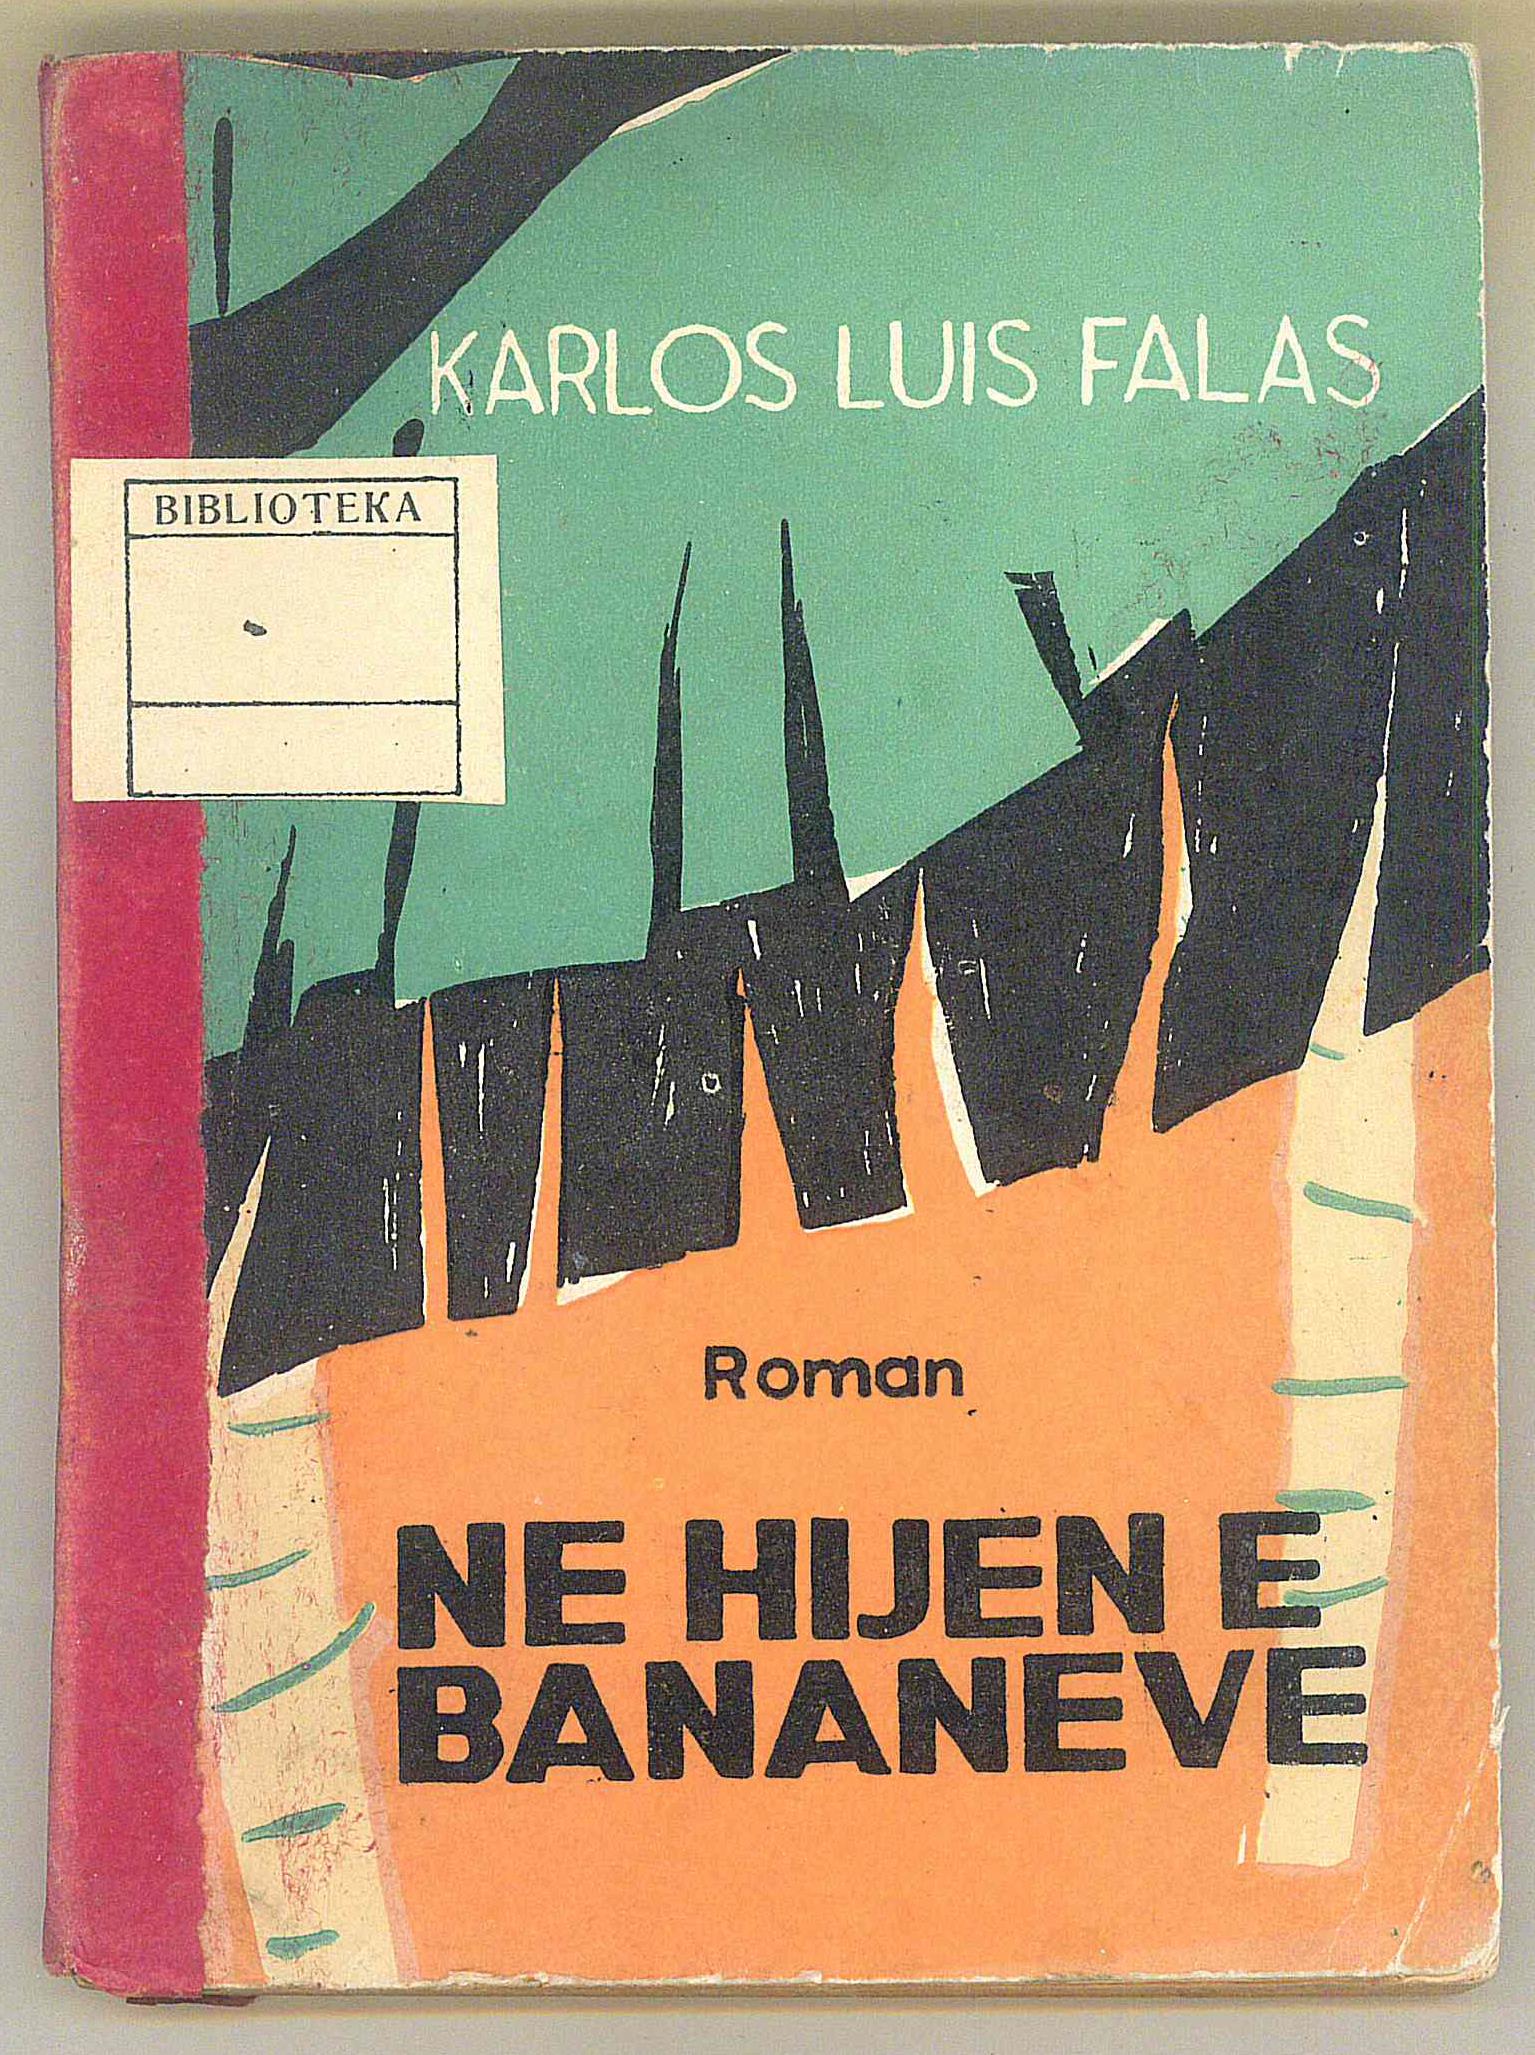 KARLOS LUIS FALAS
BIBLIOTEKA
Roman
NE HIJEN E
BANANEVE